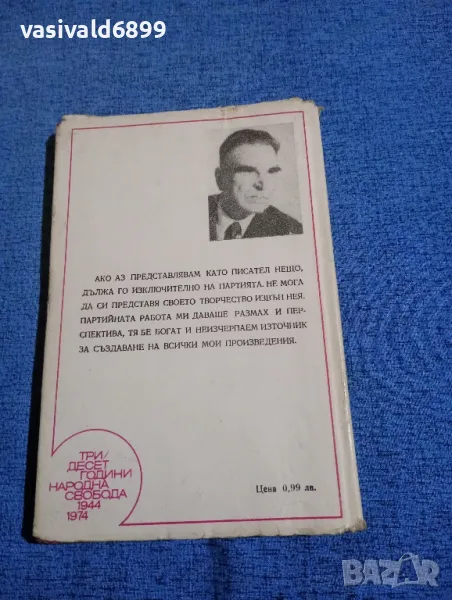 vasivald6899
АКО АЗ ПРЕДСТАВЛЯВАМ КАТО ПИСАТЕЛ НЕЩО,
ДЪЛЖА ГО ИЗКЛЮЧИТЕЛНО НА ПАРТИЯТА. НЕ МОГА
ДА СИ ПРЕДСТАВЯ СВОЕТО ТВОРЧЕСТВО ИЗВЪН НЕЯ.
ПАРТИЙНАТА РАБОТА МИ ДАВАШЕ РАЗМАХ И ПЕР-
СПЕКТИВА, ТЯ БЕ БОГАТ И НЕИЗЧЕРПАЕМ ИЗТОЧНИК
ЗА СЪЗДАВАНЕ НА ВСИЧКИ МОИ ПРОИЗВЕДЕНИЯ.
ТРИ/
ДЕСЕТ
ГОДИНИ
НАРОДНА
СВОБОДА
1944
1974
Цена 0,99 лв.
BAZAR